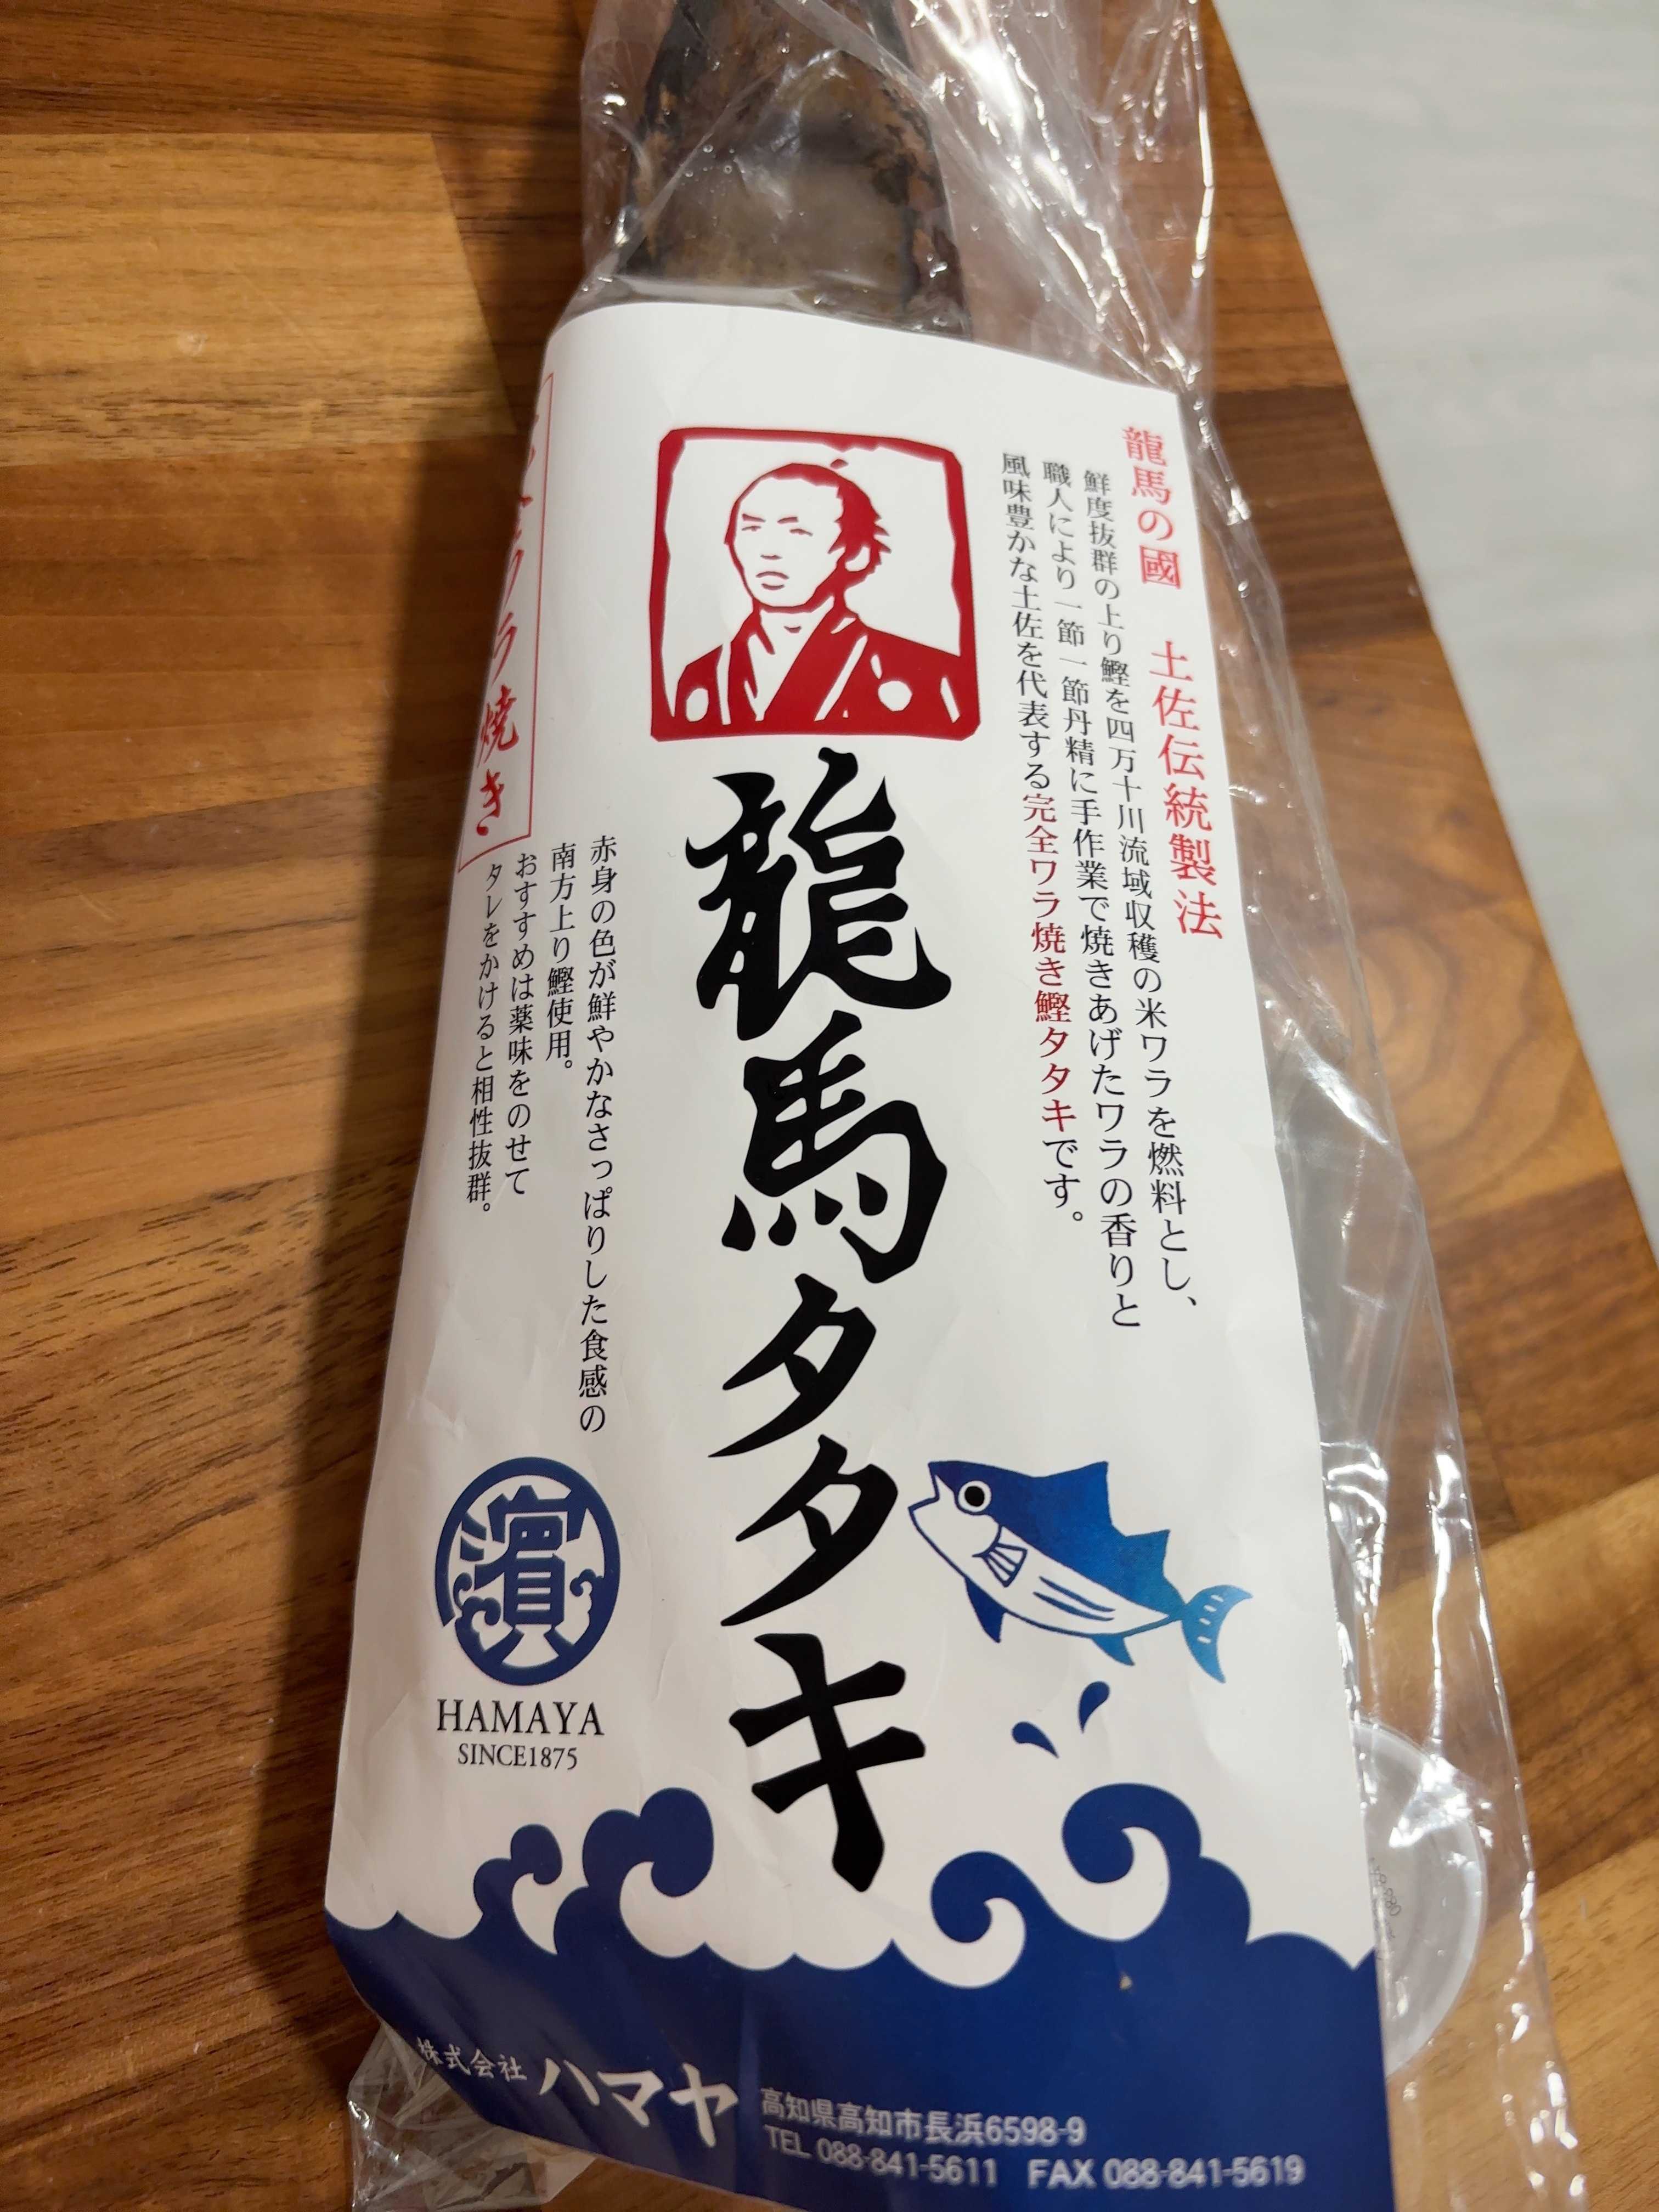 龍馬の國 土佐伝統製法
鮮度抜群の上り鰹を四万十川流域収穫の米ワラを燃料とし、
職人により一節一節丹精に手作業で焼きあげたワラの香りと
風味豊かな土佐を代表する完全ワラ焼き鰹タタキです。
龍馬タタキ
赤身の色が鮮やかなさっぱりした食感の
南方上り鰹使用。
おすすめは薬味をのせて
タレをかけると相性抜群。
ワラ焼き
濵
HAMAYA
SINCE1875
株式会社ハマヤ
高知県高知市長浜6598-9
TEL 088-841-5611 FAX 088-841-5619